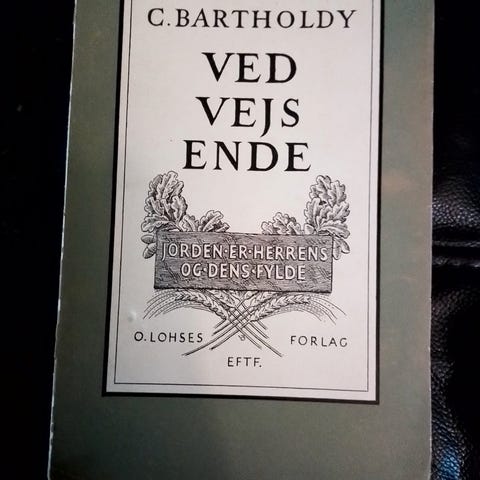 C. BARTHOLDY
VED
VEJS
ENDE
JORDEN·ER·HERRENS
OG·DENS·FYLDE
O. LOHSES FORLAG
EFTF.